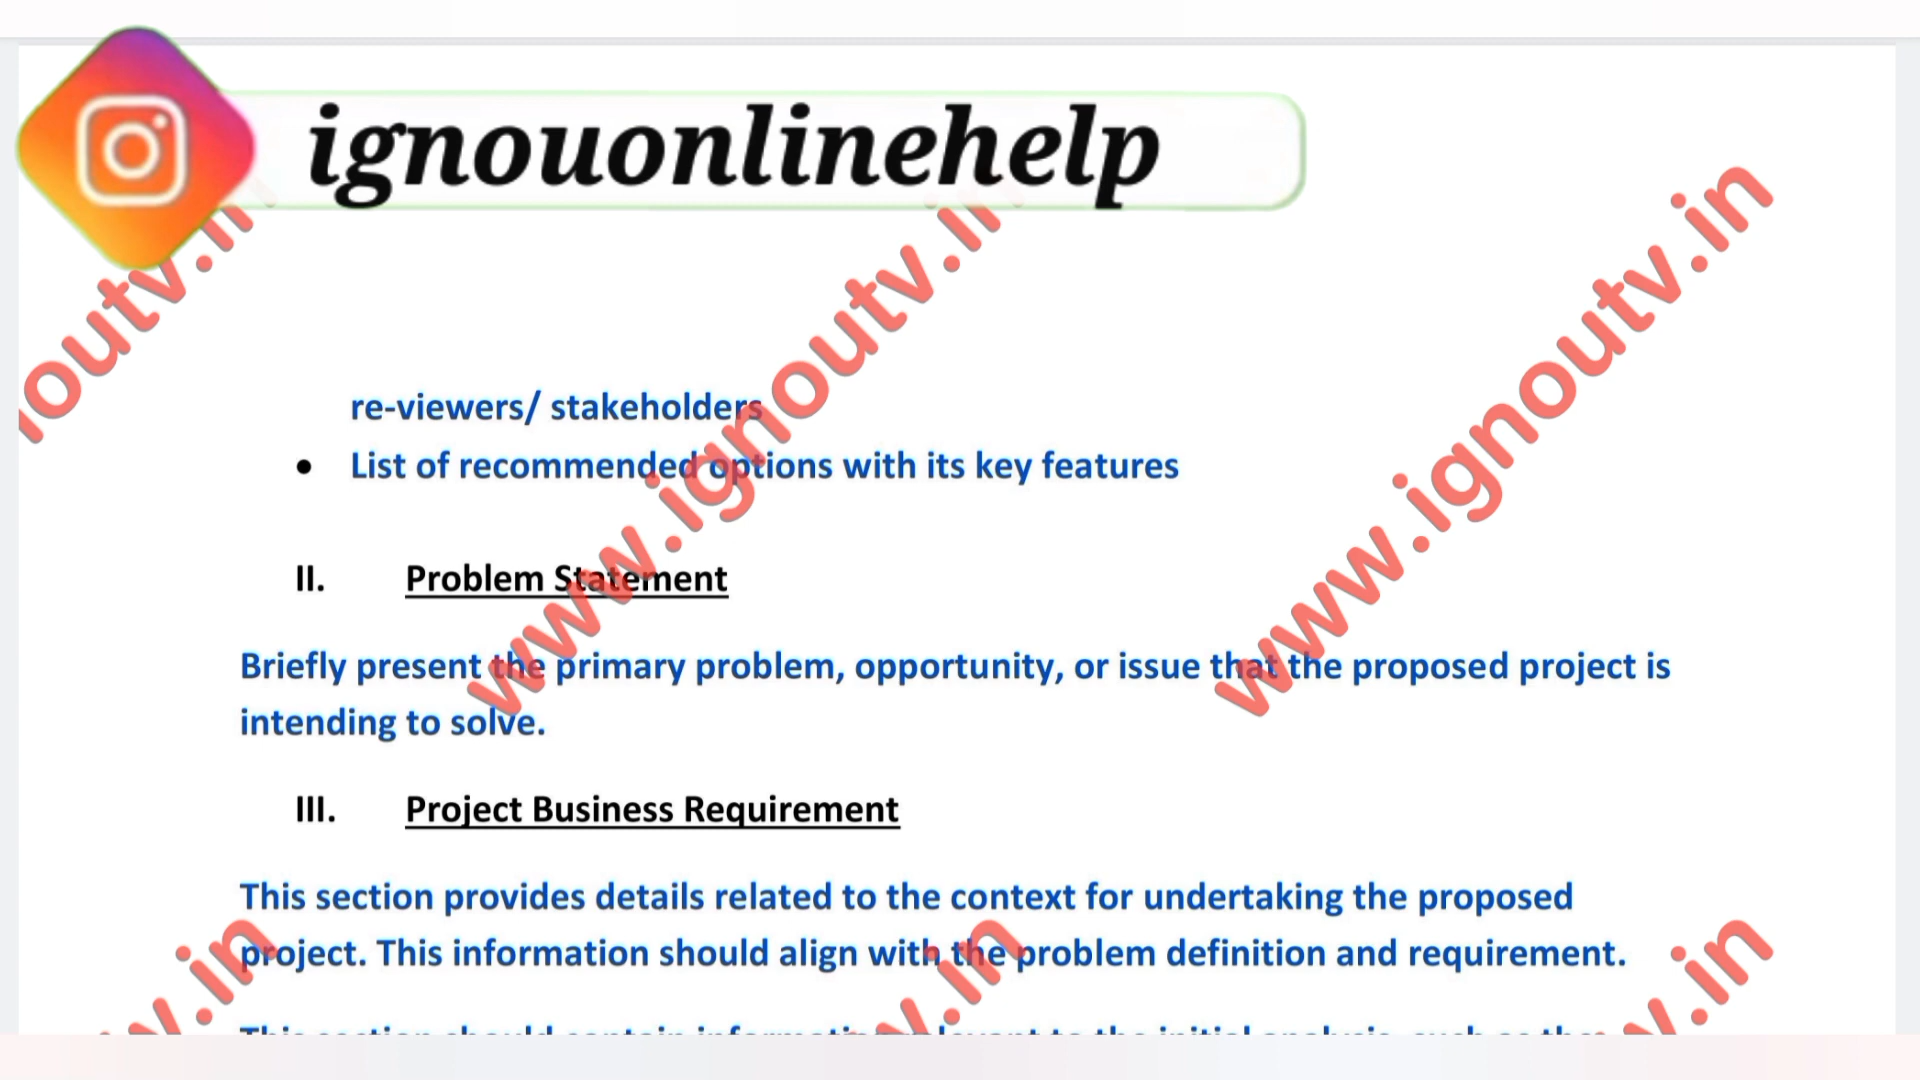 ignouonlinehelp
www.ignoutv.in
www.ignoutv.in
re-viewers/ stakeholders
• List of recommended options with its key features
II. Problem Statement
Briefly present the primary problem, opportunity, or issue that the proposed project is
intending to solve.
III. Project Business Requirement
This section provides details related to the context for undertaking the proposed
project. This information should align with the problem definition and requirement.